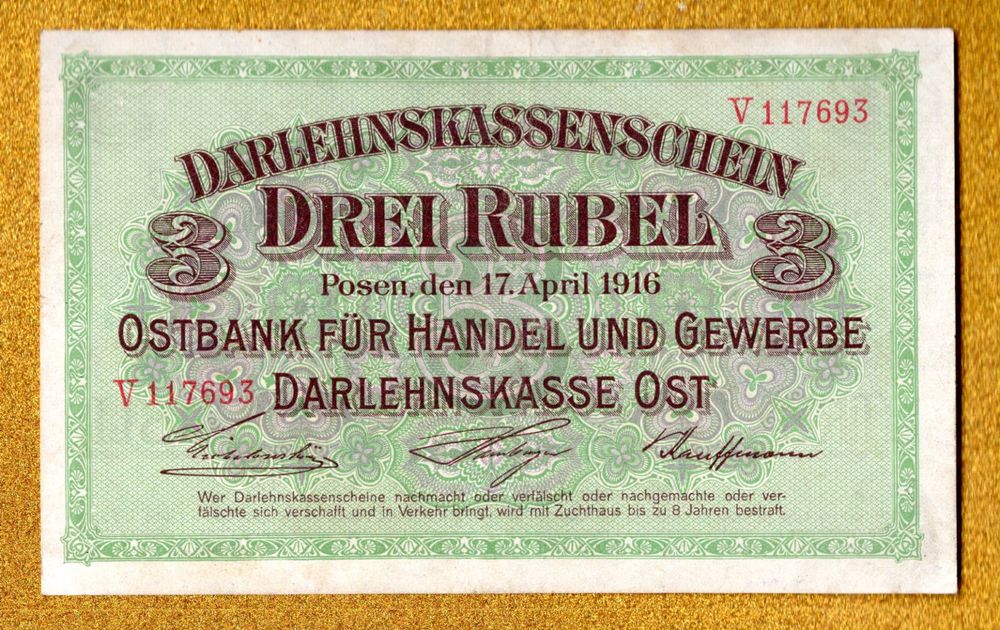 V 117693
DARLEHNSKASSENSCHEIN
DREI RUBEL
3 3
Posen, den 17. April 1916
OSTBANK FÜR HANDEL UND GEWERBE
V 117693 DARLEHNSKASSE OST
Kauffmann
Wer Darlehnskassenscheine nachmacht oder verfälscht oder nachgemachte oder ver-
fälschte sich verschafft und in Verkehr bringt, wird mit Zuchthaus bis zu 8 Jahren bestraft.